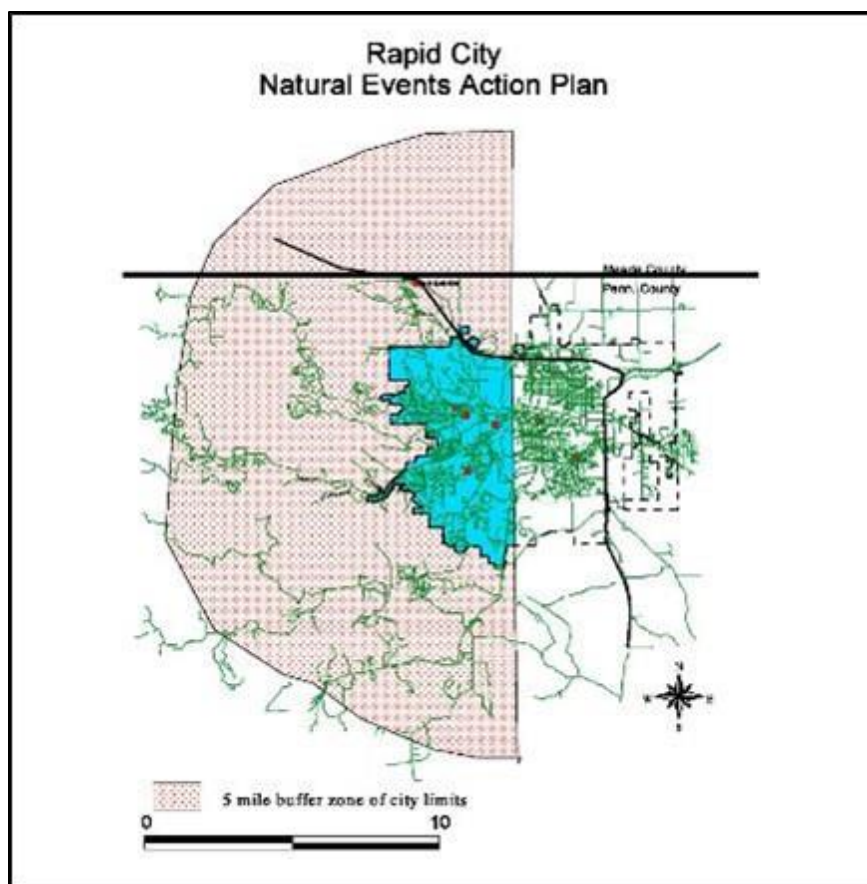 Rapid City
Natural Events Action Plan
Meade County
Penn. County
W
5 mile buffer zone of city limits
0 10